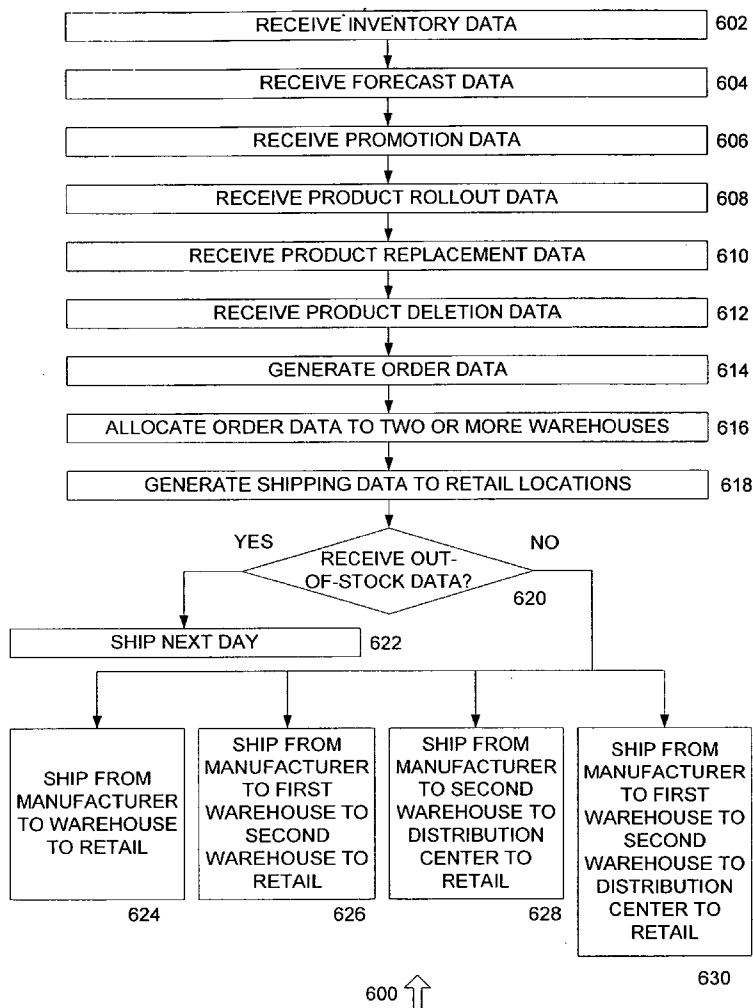 RECEIVE INVENTORY DATA 602
RECEIVE FORECAST DATA 604
RECEIVE PROMOTION DATA 606
RECEIVE PRODUCT ROLLOUT DATA 608
RECEIVE PRODUCT REPLACEMENT DATA 610
RECEIVE PRODUCT DELETION DATA 612
GENERATE ORDER DATA 614
ALLOCATE ORDER DATA TO TWO OR MORE WAREHOUSES 616
GENERATE SHIPPING DATA TO RETAIL LOCATIONS 618
YES
NO
RECEIVE OUT-
OF-STOCK DATA?
620
SHIP NEXT DAY 622
SHIP FROM
MANUFACTURER
TO WAREHOUSE
TO RETAIL
624
SHIP FROM
MANUFACTURER
TO FIRST
WAREHOUSE TO
SECOND
WAREHOUSE TO
RETAIL
626
SHIP FROM
MANUFACTURER
TO SECOND
WAREHOUSE TO
DISTRIBUTION
CENTER TO
RETAIL
628
SHIP FROM
MANUFACTURER
TO FIRST
WAREHOUSE TO
SECOND
WAREHOUSE TO
DISTRIBUTION
CENTER TO
RETAIL
630
600